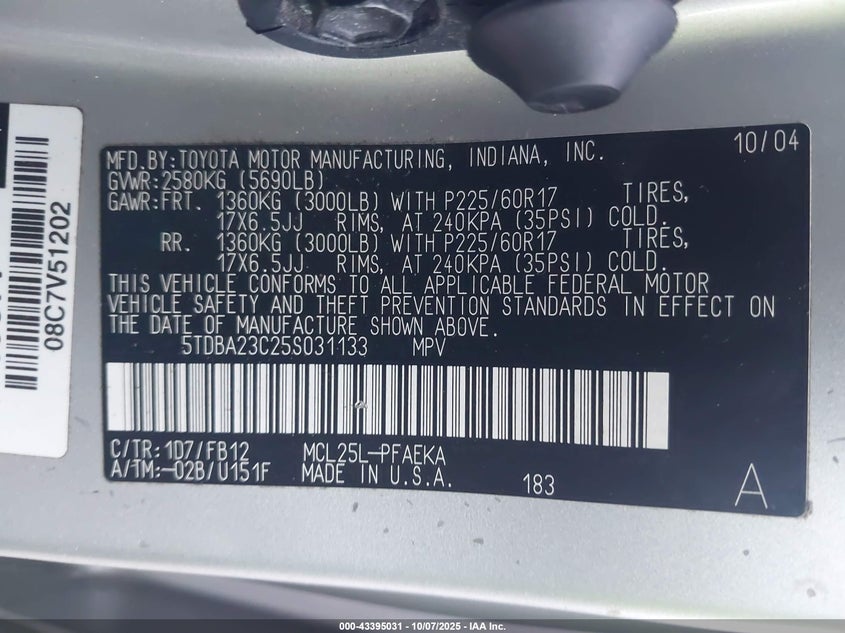 MFD.BY:TOYOTA MOTOR MANUFACTURING, INDIANA, INC. 10/04
GVWR:2580KG (5690LB)
GAWR:FRT. 1360KG (3000LB) WITH P225/60R17 TIRES,
17X6.5JJ RIMS, AT 240KPA (35PSI) COLD.
RR. 1360KG (3000LB) WITH P225/60R17 TIRES,
17X6.5JJ RIMS, AT 240KPA (35PSI) COLD.
THIS VEHICLE CONFORMS TO ALL APPLICABLE FEDERAL MOTOR
VEHICLE SAFETY AND THEFT PREVENTION STANDARDS IN EFFECT ON
THE DATE OF MANUFACTURE SHOWN ABOVE.
5TDBA23C25S031133 MPV
C/TR:1D7/FB12 MCL25L-PFAEKA
A/TM:-02B/U151F MADE IN U.S.A. 183 A
08C7V51202
000-43395031 - 10/07/2025 - IAA Inc.